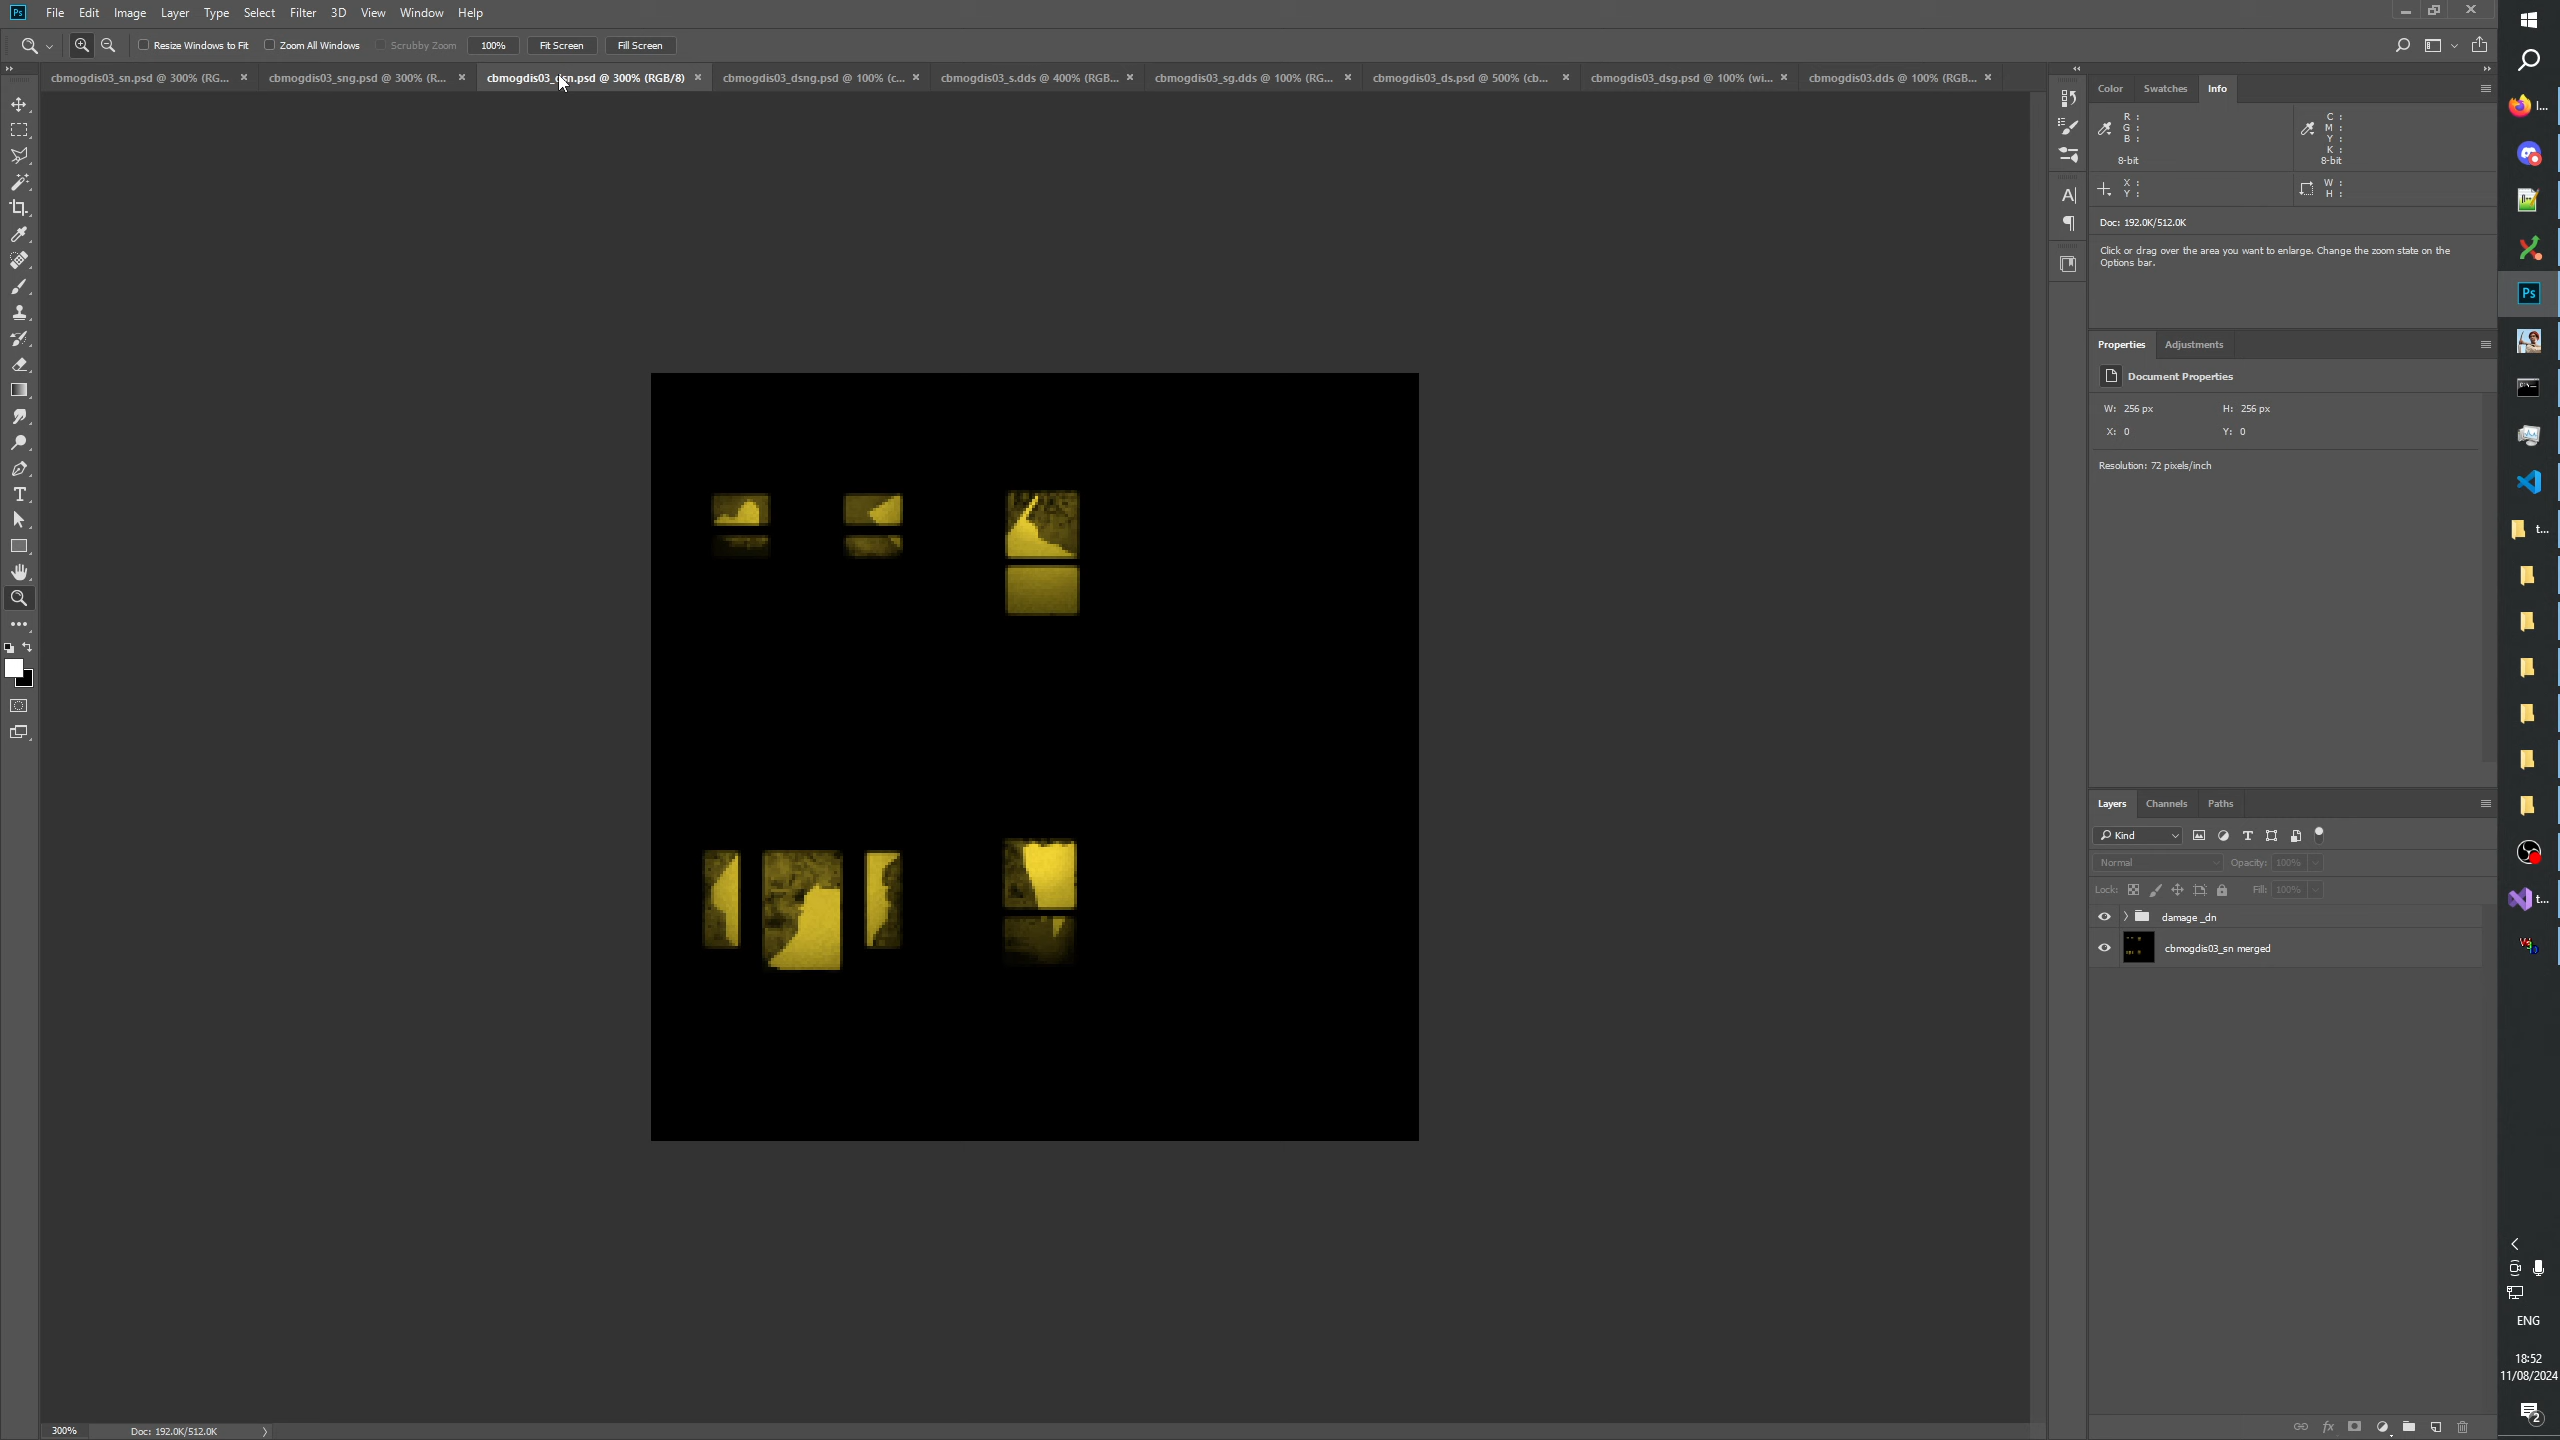 Ps File Edit Image Layer Type Select Filter 3D View Window Help
Resize Windows to Fit Zoom All Windows Scrubby Zoom 100% Fit Screen Fill Screen
cbmogdis03_sn.psd @ 300% (RG... cbmogdis03_sng.psd @ 300% (R... cbmogdis03_dsn.psd @ 300% (RGB/8) cbmogdis03_dsng.psd @ 100% (c... cbmogdis03_s.dds @ 400% (RGB... cbmogdis03_sg.dds @ 100% (RG... cbmogdis03_ds.psd @ 500% (cb... cbmogdis03_dsg.psd @ 100% (wi... cbmogdis03.dds @ 100% (RGB...
Color Swatches Info
R : C :
G : M :
B : Y :
K :
8-bit 8-bit
X : W :
Y : H :
Doc: 192.0K/512.0K
Click or drag over the area you want to enlarge. Change the zoom state on the
Options bar.
Properties Adjustments
Document Properties
W: 256 px H: 256 px
X: 0 Y: 0
Resolution: 72 pixels/inch
Layers Channels Paths
Kind
Normal Opacity: 100%
Lock: Fill: 100%
damage _dn
cbmogdis03_sn merged
300% Doc: 192.0K/512.0K
I...
Ps
t...
t...
ENG
18:52
11/08/2024
2